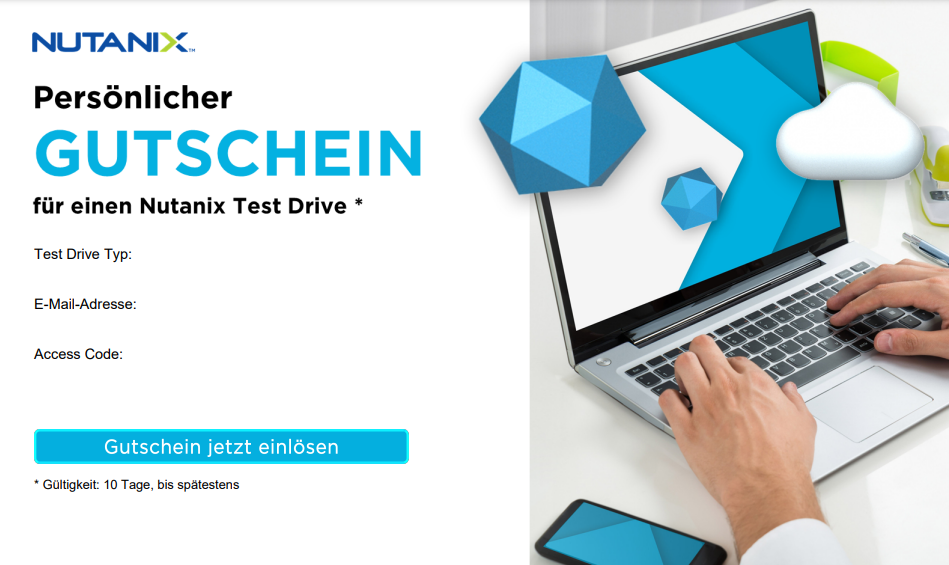 NUTANIX™
Persönlicher
GUTSCHEIN
für einen Nutanix Test Drive *
Test Drive Typ:
E-Mail-Adresse:
Access Code:
Gutschein jetzt einlösen
* Gültigkeit: 10 Tage, bis spätestens